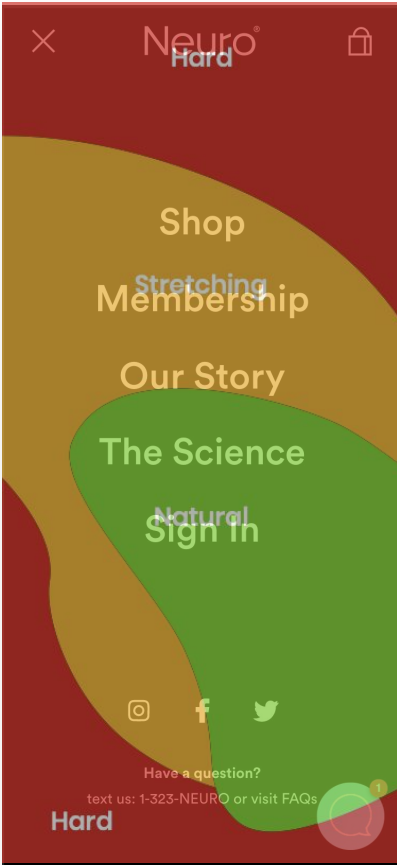 Neuro®
Hard
Shop
Stretching
Membership
Our Story
The Science
Natural
Sign In
Have a question?
text us: 1-323-NEURO or visit FAQs
1
Hard